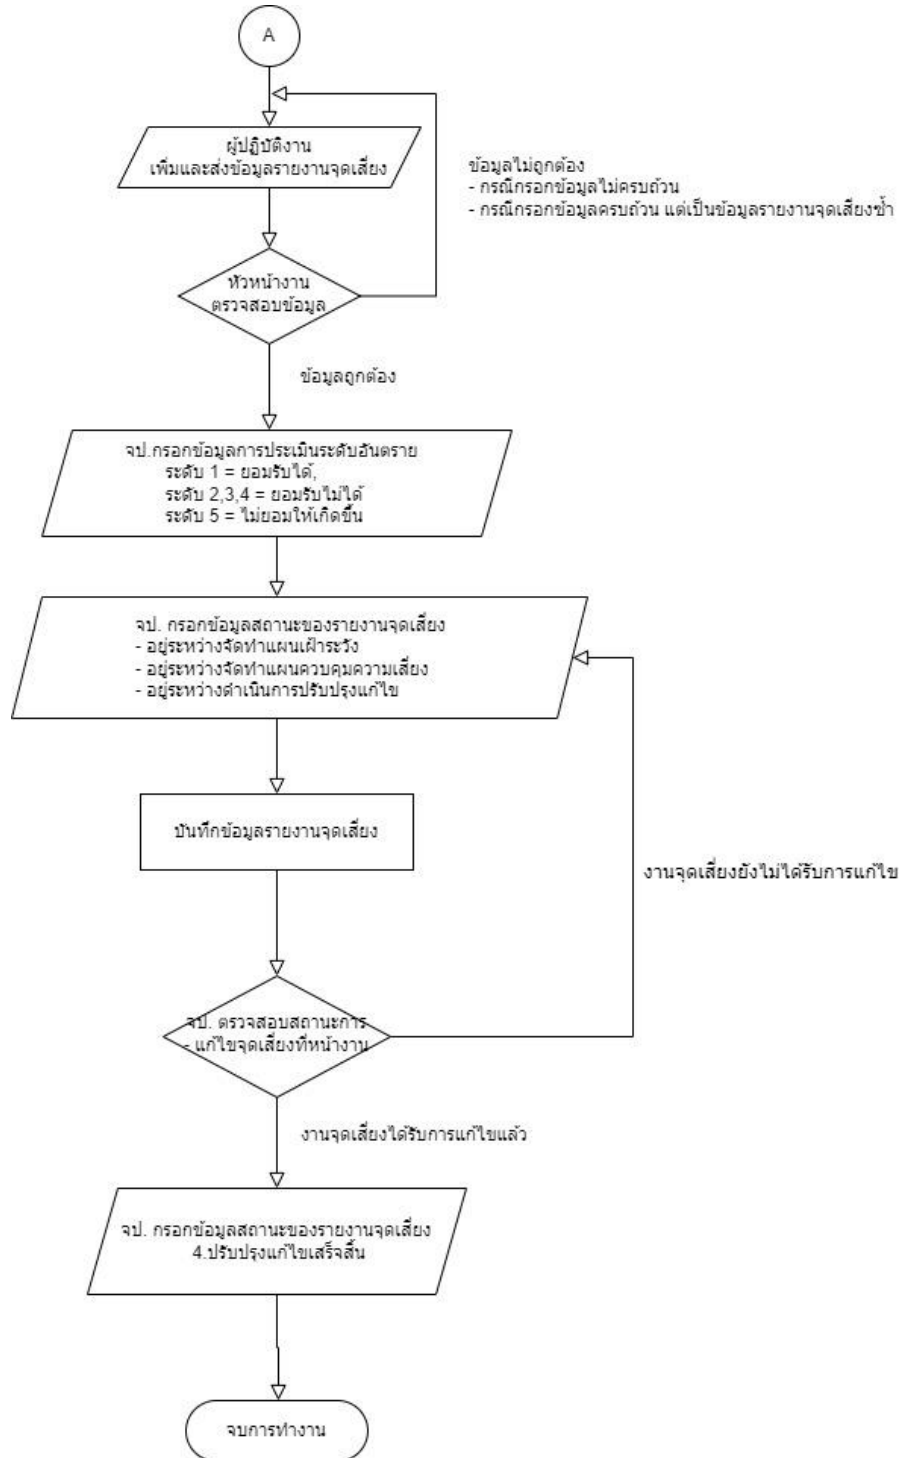 A
ผู้ปฏิบัติงาน
เพิ่มและส่งข้อมูลรายงานจุดเสี่ยง
ข้อมูลไม่ถูกต้อง
- กรณีกรอกข้อมูลไม่ครบถ้วน
- กรณีกรอกข้อมูลครบถ้วน แต่เป็นข้อมูลรายงานจุดเสี่ยงซ้ำ
หัวหน้างาน
ตรวจสอบข้อมูล
ข้อมูลถูกต้อง
จป.กรอกข้อมูลการประเมินระดับอันตราย
ระดับ 1 = ยอมรับได้,
ระดับ 2,3,4 = ยอมรับไม่ได้
ระดับ 5 = ไม่ยอมให้เกิดขึ้น
จป. กรอกข้อมูลสถานะของรายงานจุดเสี่ยง
- อยู่ระหว่างจัดทำแผนเฝ้าระวัง
- อยู่ระหว่างจัดทำแผนควบคุมความเสี่ยง
- อยู่ระหว่างดำเนินการปรับปรุงแก้ไข
บันทึกข้อมูลรายงานจุดเสี่ยง
งานจุดเสี่ยงยังไม่ได้รับการแก้ไข
จป. ตรวจสอบสถานะการ
- แก้ไขจุดเสี่ยงที่หน้างาน
งานจุดเสี่ยงได้รับการแก้ไขแล้ว
จป. กรอกข้อมูลสถานะของรายงานจุดเสี่ยง
4.ปรับปรุงแก้ไขเสร็จสิ้น
จบการทำงาน